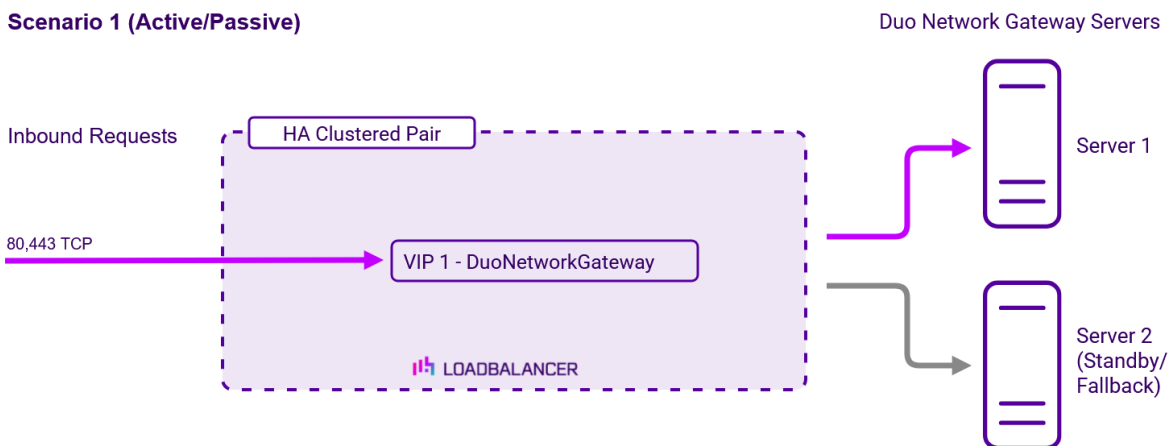 Scenario 1 (Active/Passive)
Duo Network Gateway Servers
Inbound Requests
HA Clustered Pair
Server 1
80,443 TCP
VIP 1 - DuoNetworkGateway
Server 2
(Standby/
Fallback)
LOADBALANCER